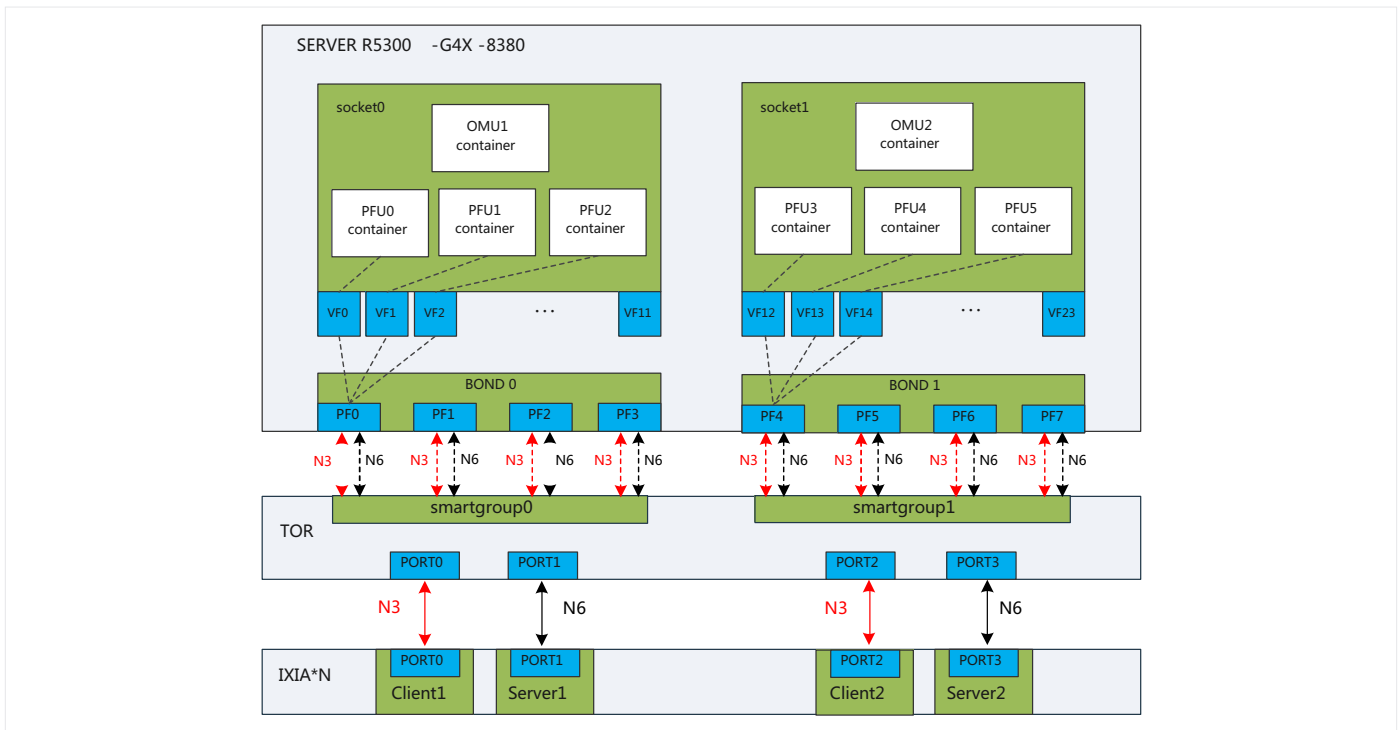 SERVER R5300 -G4X -8380
socket0
OMU1
container
PFU0
container
PFU1
container
PFU2
container
VF0
VF1
VF2
...
VF11
socket1
OMU2
container
PFU3
container
PFU4
container
PFU5
container
VF12
VF13
VF14
...
VF23
BOND 0
PF0
PF1
PF2
PF3
BOND 1
PF4
PF5
PF6
PF7
N3
N6
N3
N6
N3
N6
N3
N6
N3
N6
N3
N6
N3
N6
N3
N6
smartgroup0
smartgroup1
TOR
PORT0
PORT1
PORT2
PORT3
N3
N6
N3
N6
IXIA*N
PORT0
Client1
PORT1
Server1
PORT2
Client2
PORT3
Server2